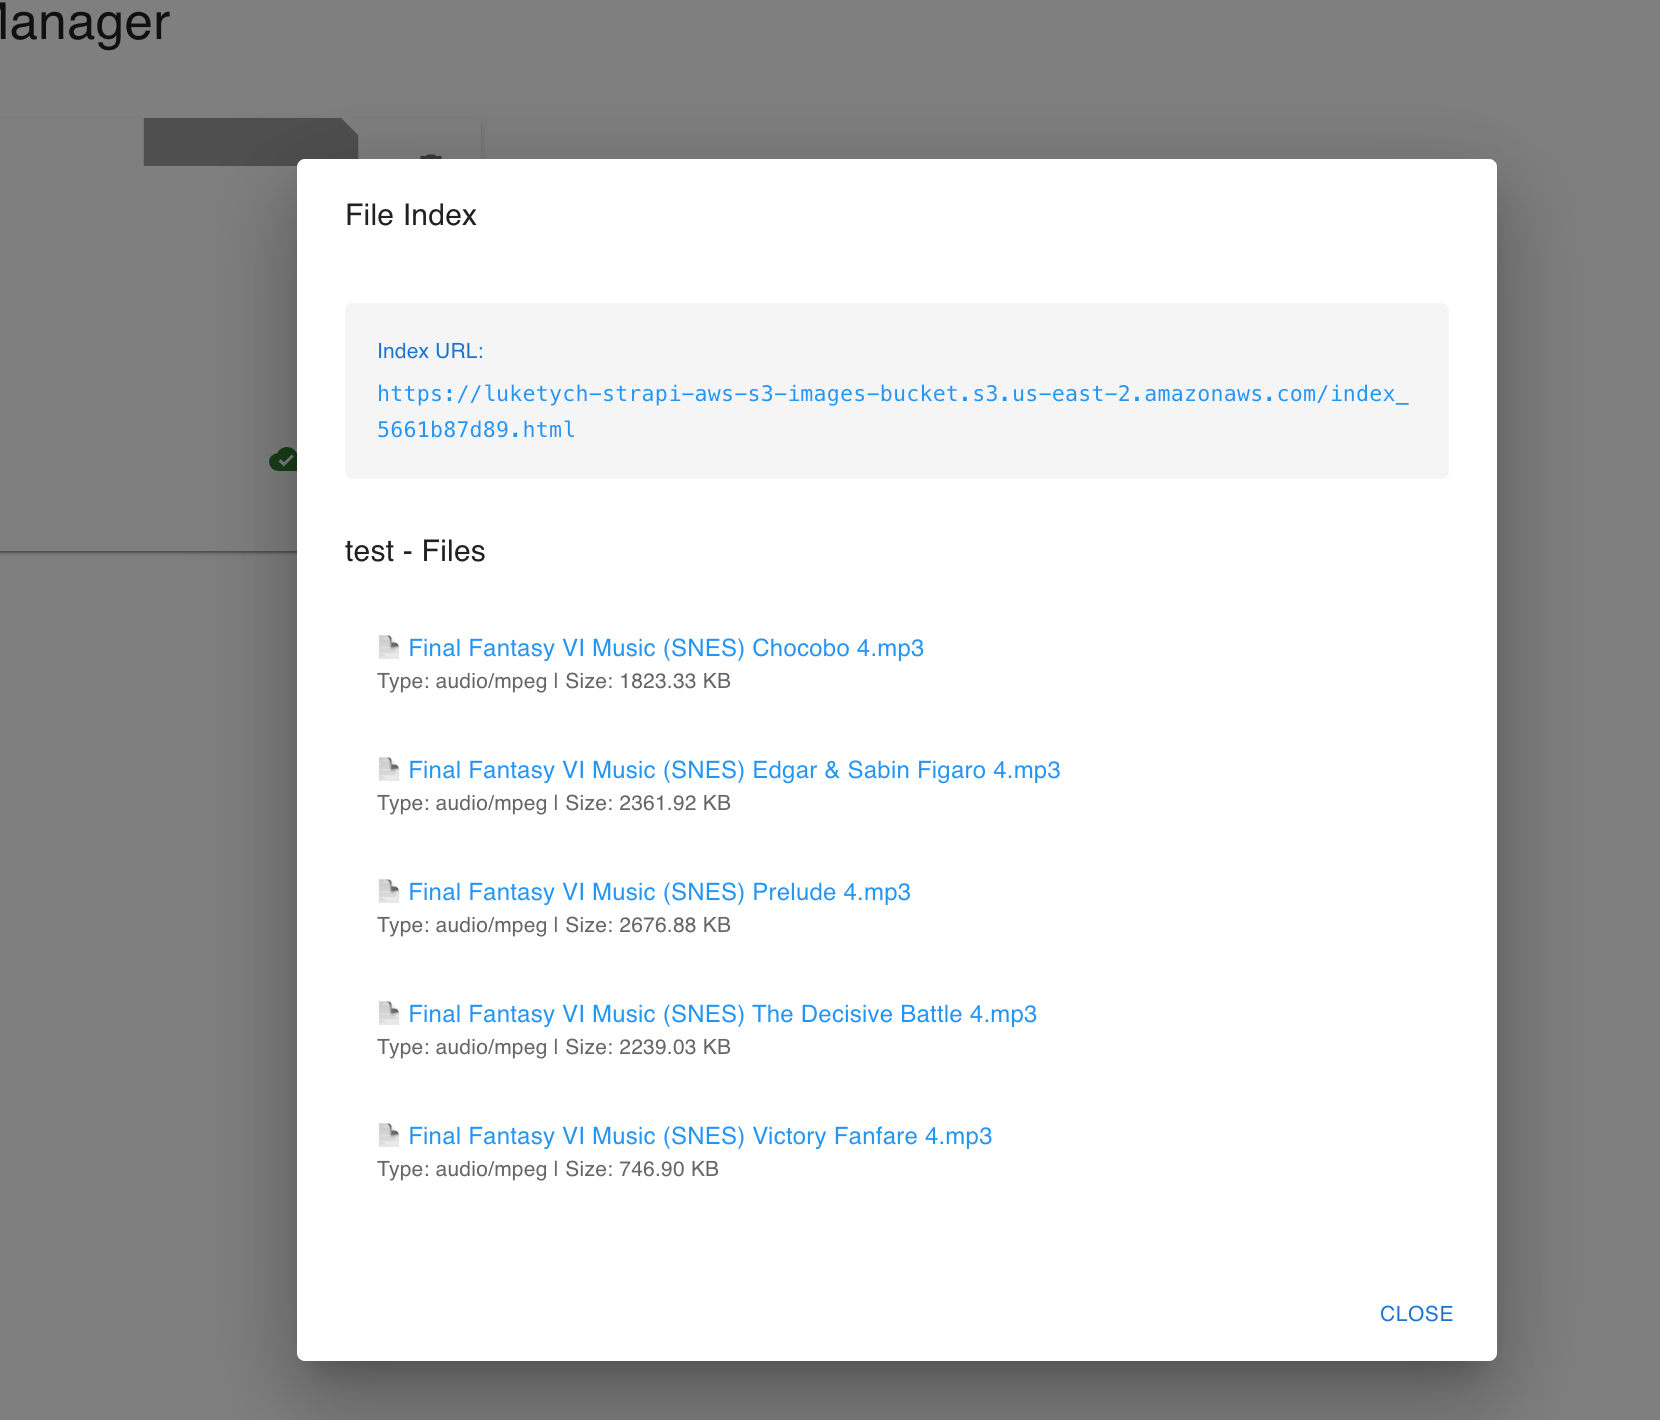 Manager
File Index
Index URL:
https://luketych-strapi-aws-s3-images-bucket.s3.us-east-2.amazonaws.com/index_
5661b87d89.html
test - Files
Final Fantasy VI Music (SNES) Chocobo 4.mp3
Type: audio/mpeg | Size: 1823.33 KB
Final Fantasy VI Music (SNES) Edgar & Sabin Figaro 4.mp3
Type: audio/mpeg | Size: 2361.92 KB
Final Fantasy VI Music (SNES) Prelude 4.mp3
Type: audio/mpeg | Size: 2676.88 KB
Final Fantasy VI Music (SNES) The Decisive Battle 4.mp3
Type: audio/mpeg | Size: 2239.03 KB
Final Fantasy VI Music (SNES) Victory Fanfare 4.mp3
Type: audio/mpeg | Size: 746.90 KB
CLOSE